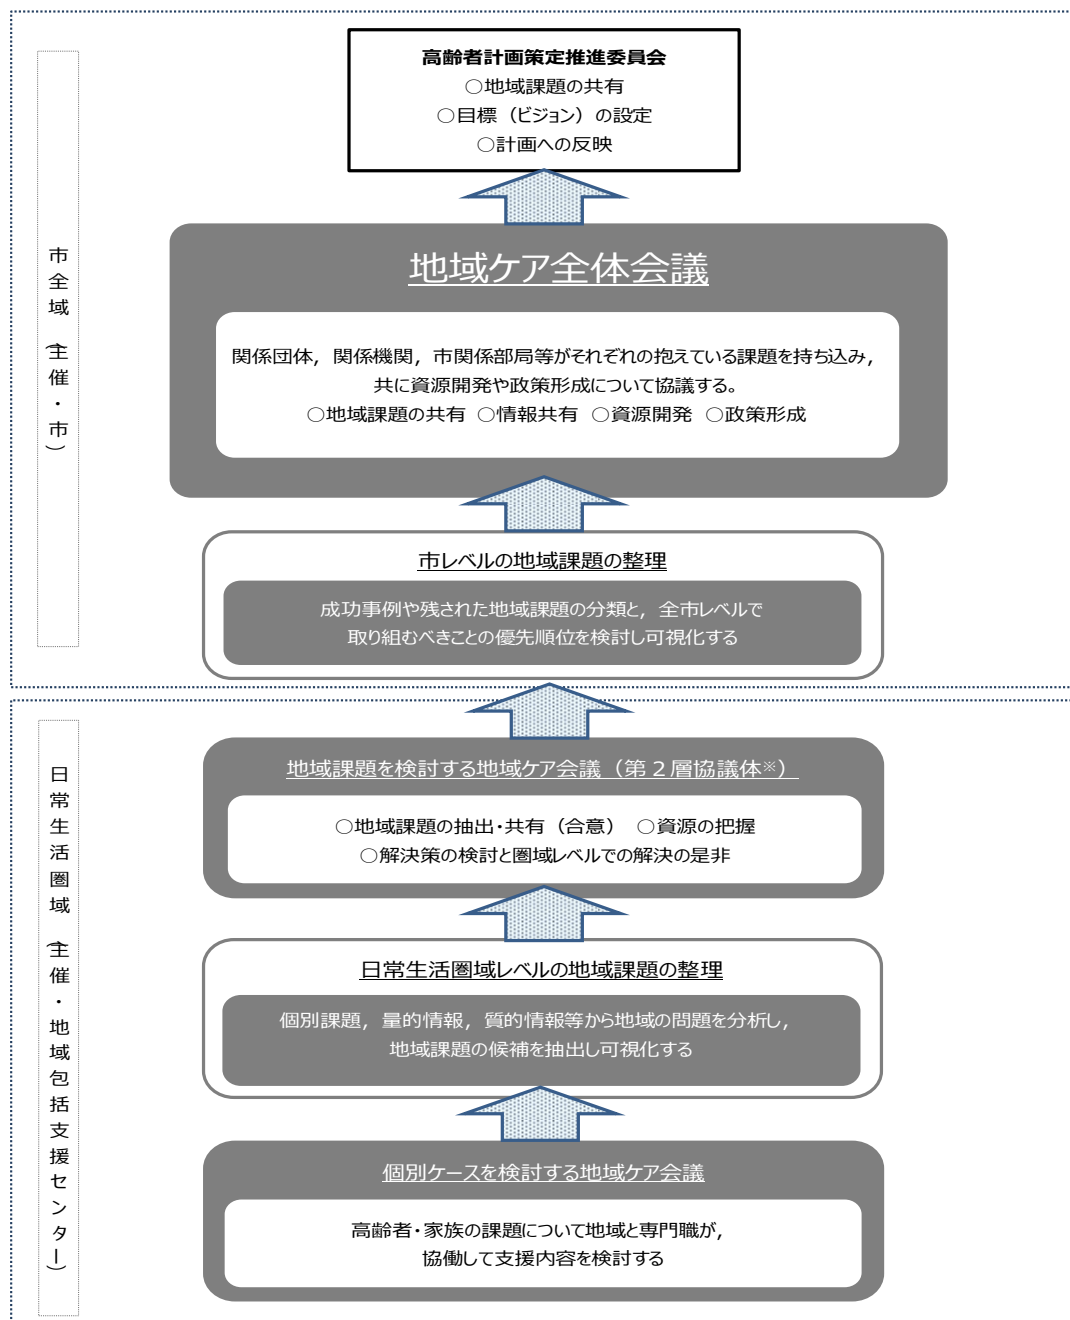 高齢者計画策定推進委員会
○地域課題の共有
○目標（ビジョン）の設定
○計画への反映
市全域（主催・市）
地域ケア全体会議
関係団体，関係機関，市関係部局等がそれぞれの抱えている課題を持ち込み，
共に資源開発や政策形成について協議する。
○地域課題の共有 ○情報共有 ○資源開発 ○政策形成
市レベルの地域課題の整理
成功事例や残された地域課題の分類と，全市レベルで
取り組むべきことの優先順位を検討し可視化する
日常生活圏域（主催・地域包括支援センター）
地域課題を検討する地域ケア会議（第２層協議体※）
○地域課題の抽出・共有（合意） ○資源の把握
○解決策の検討と圏域レベルでの解決の是非
日常生活圏域レベルの地域課題の整理
個別課題，量的情報，質的情報等から地域の問題を分析し，
地域課題の候補を抽出し可視化する
個別ケースを検討する地域ケア会議
高齢者・家族の課題について地域と専門職が，
協働して支援内容を検討する